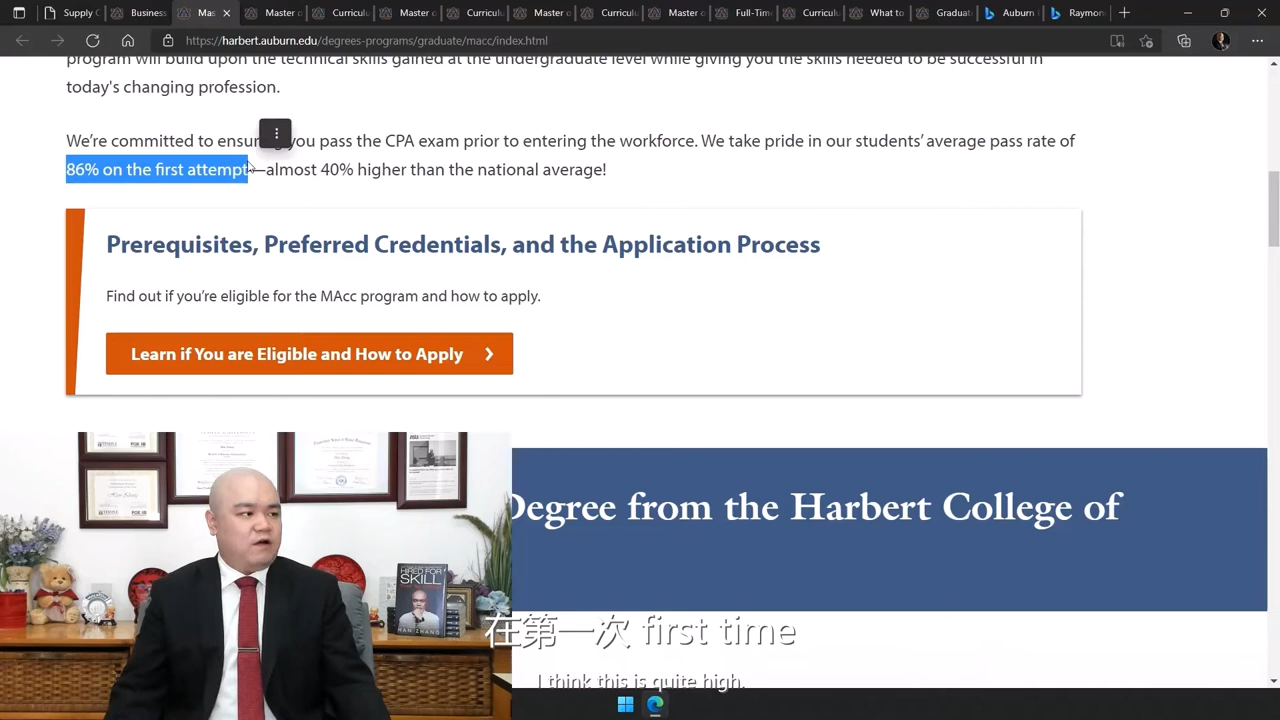 Supply C
Business
Mas
Master o
Curriculu
Master o
Curricu
Master o
Curricu
Master o
Full-Time
Curricul
What to
Graduat
Auburn
Raymon
https://harbert.auburn.edu/degrees-programs/graduate/macc/index.html
program will build upon the technical skills gained at the undergraduate level while giving you the skills needed to be successful in
today's changing profession.
We're committed to ensuring you pass the CPA exam prior to entering the workforce. We take pride in our students' average pass rate of
86% on the first attempt—almost 40% higher than the national average!
Prerequisites, Preferred Credentials, and the Application Process
Find out if you're eligible for the MAcc program and how to apply.
Learn if You are Eligible and How to Apply
Degree from the Harbert College of
HIRED FOR
SKILL
HAN ZHANG
在第一次 first time
I think this is quite high.